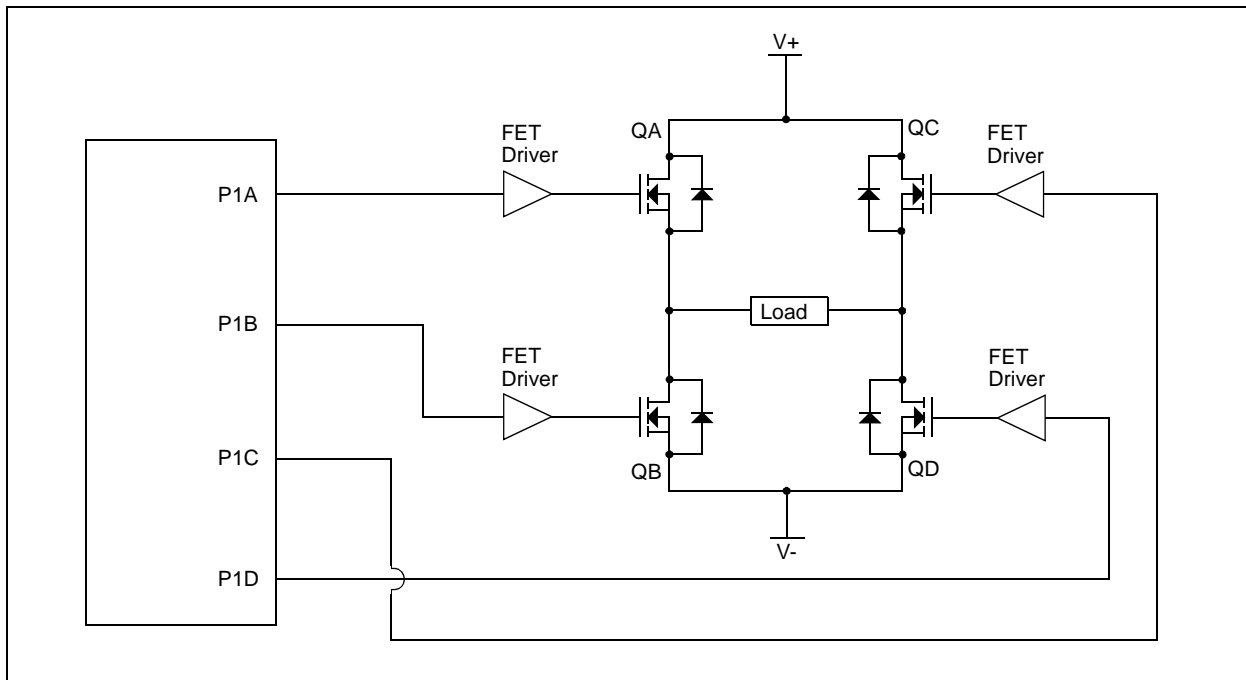 V+
QA
QC
FET
Driver
FET
Driver
P1A
P1B
Load
FET
Driver
FET
Driver
P1C
QB
QD
V-
P1D